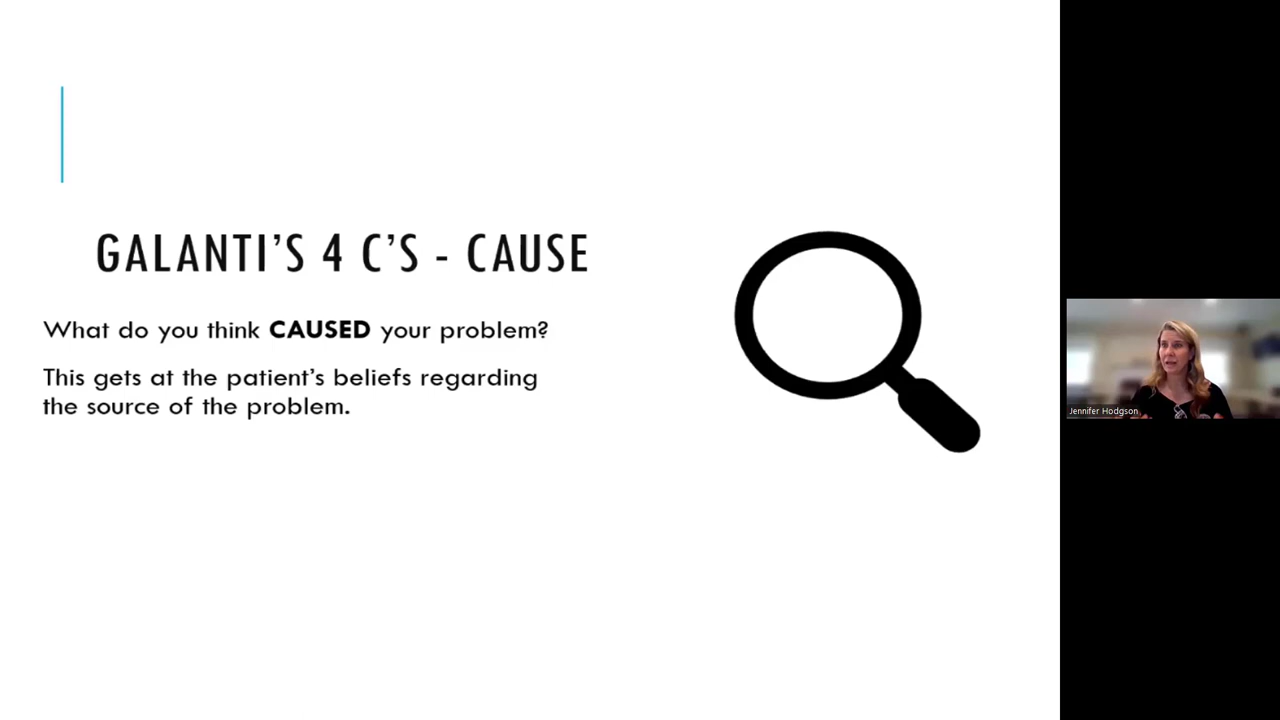 GALANTI'S 4 C'S - CAUSE
What do you think CAUSED your problem?
This gets at the patient's beliefs regarding
the source of the problem.
Jennifer Hodgson